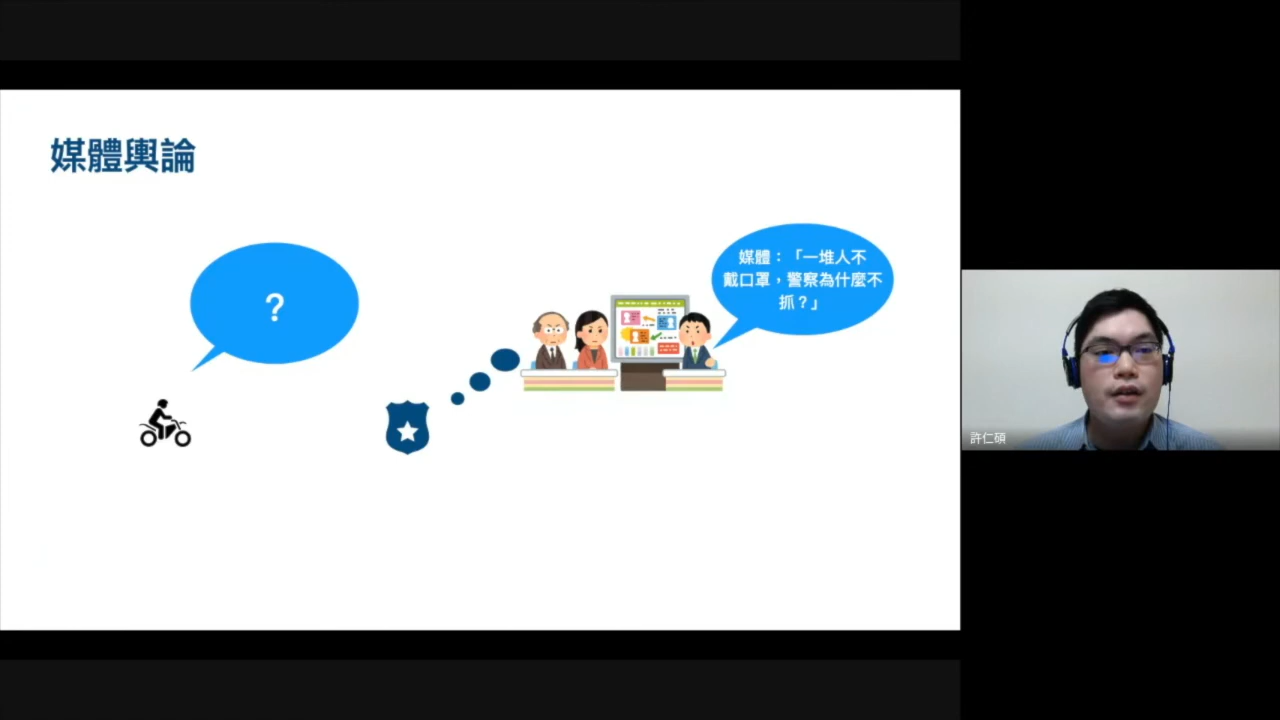 媒體輿論
?
媒體：「一堆人不
戴口罩，警察為什麼不
抓？」
許仁碩